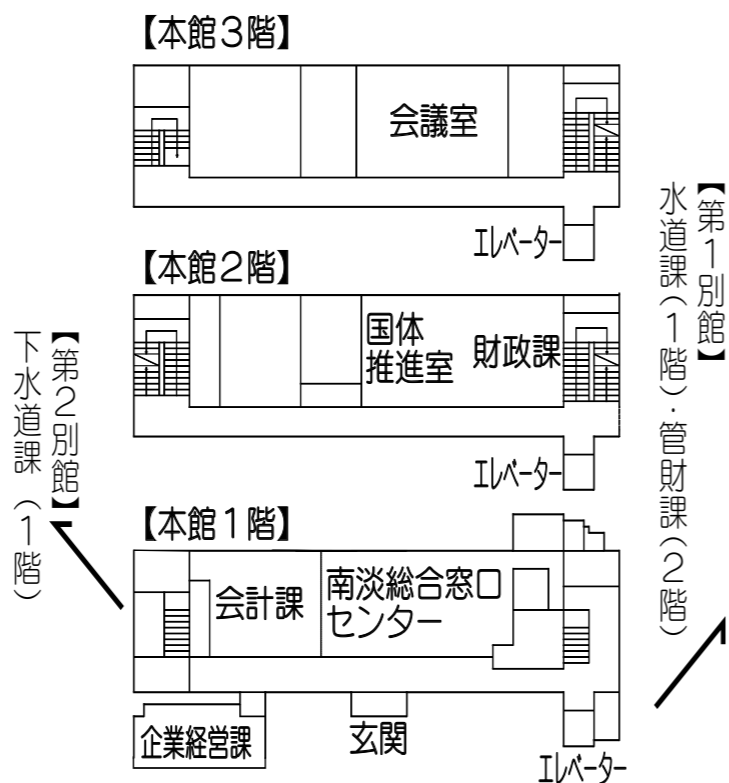 【本館3階】
会議室
エレベーター
【本館2階】
国体
推進室
財政課
エレベーター
【本館1階】
会計課
南淡総合窓口
センター
企業経営課
玄関
エレベーター
【第1別館】
水道課(1階)・管財課(2階)
【第2別館】
下水道課(1階)